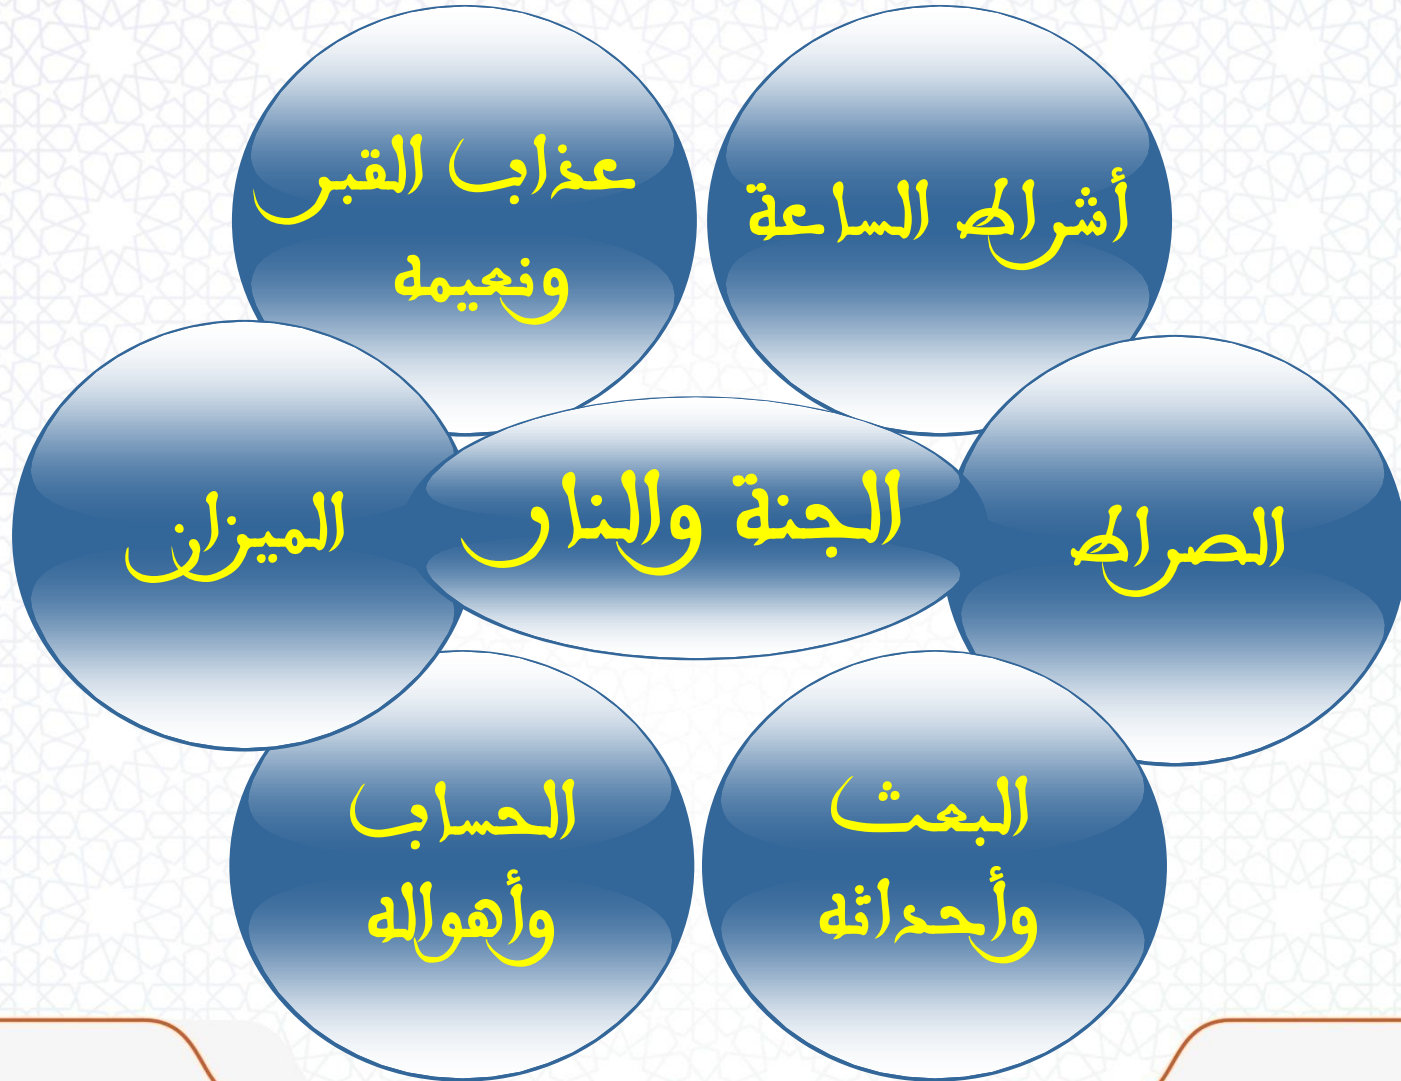 أشراط الساعة
عذاب القبر
ونعيمه
الصراط
الجنة والنار
الميزان
البعث
وأحداثه
الحساب
وأهواله